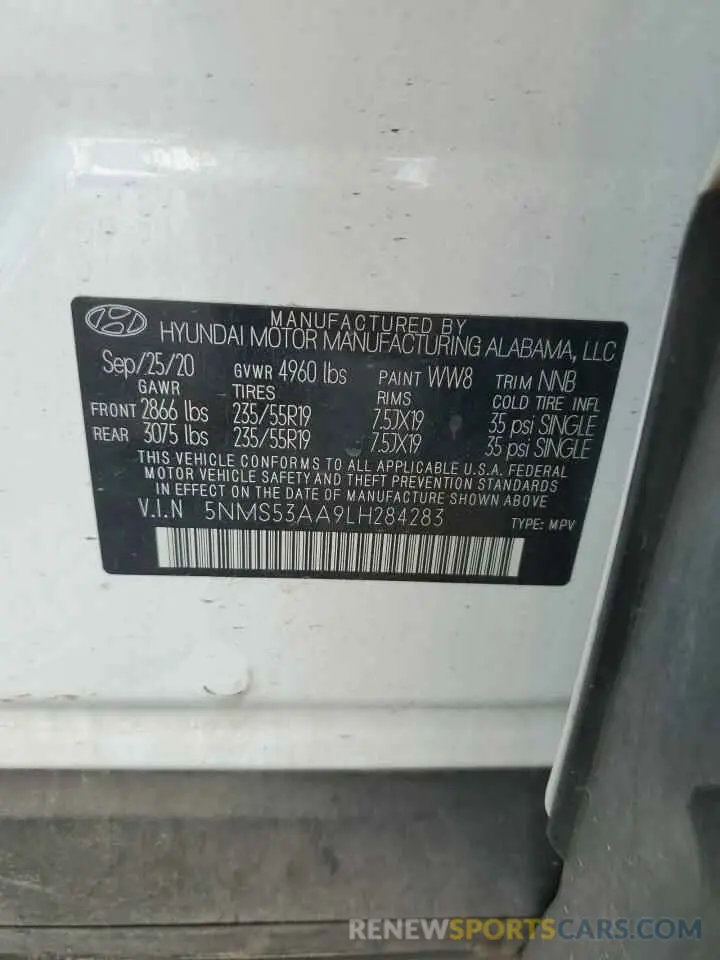 MANUFACTURED BY
HYUNDAI MOTOR MANUFACTURING ALABAMA, LLC
Sep/25/20 GVWR 4960 lbs PAINT WW8 TRIM NNB
GAWR TIRES RIMS COLD TIRE INFL
FRONT 2866 lbs 235/55R19 7.5JX19 35 psi SINGLE
REAR 3075 lbs 235/55R19 7.5JX19 35 psi SINGLE
THIS VEHICLE CONFORMS TO ALL APPLICABLE U.S.A. FEDERAL
MOTOR VEHICLE SAFETY AND THEFT PREVENTION STANDARDS
IN EFFECT ON THE DATE OF MANUFACTURE SHOWN ABOVE
V.I.N 5NMS53AA9LH284283 TYPE: MPV
RENEWSPORTSCARS.COM